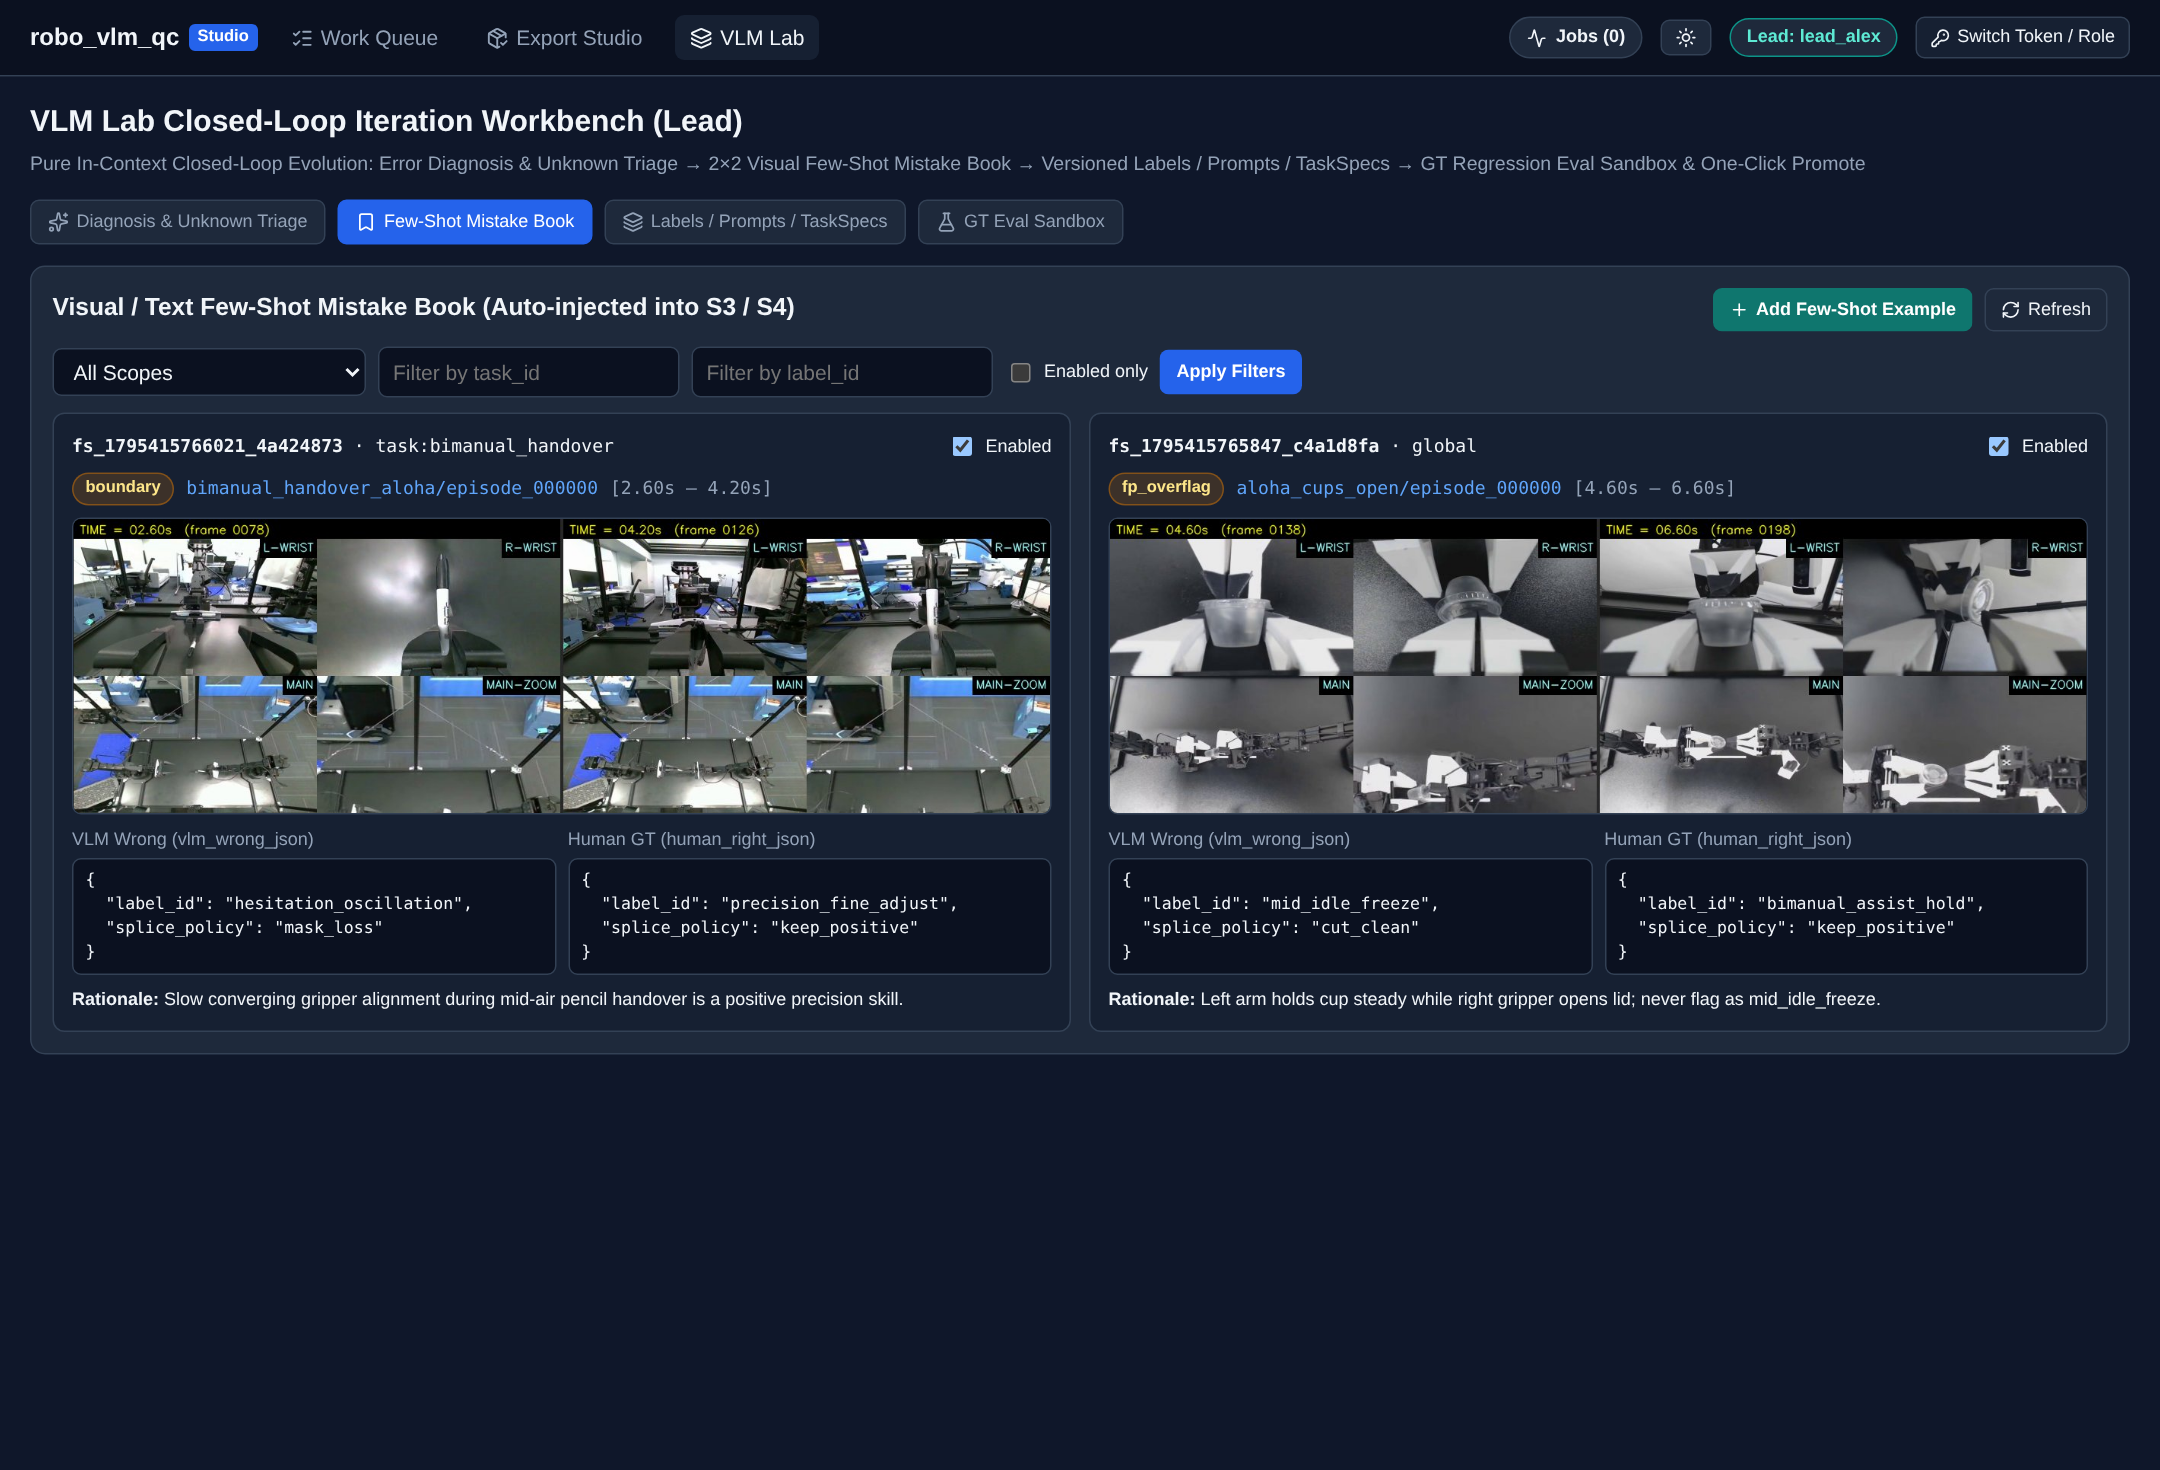 robo_vlm_qc Studio Work Queue Export Studio VLM Lab Jobs (0) Lead: lead_alex Switch Token / Role
VLM Lab Closed-Loop Iteration Workbench (Lead)
Pure In-Context Closed-Loop Evolution: Error Diagnosis & Unknown Triage → 2×2 Visual Few-Shot Mistake Book → Versioned Labels / Prompts / TaskSpecs → GT Regression Eval Sandbox & One-Click Promote
Diagnosis & Unknown Triage Few-Shot Mistake Book Labels / Prompts / TaskSpecs GT Eval Sandbox
Visual / Text Few-Shot Mistake Book (Auto-injected into S3 / S4) + Add Few-Shot Example Refresh
All Scopes Filter by task_id Filter by label_id Enabled only Apply Filters
fs_1795415766021_4a424873 · task:bimanual_handover Enabled
boundary bimanual_handover_aloha/episode_000000 [2.60s – 4.20s]
TIME = 02.60s (frame 0078) TIME = 04.20s (frame 0126)
L-WRIST R-WRIST L-WRIST R-WRIST
MAIN MAIN-ZOOM MAIN MAIN-ZOOM
VLM Wrong (vlm_wrong_json) Human GT (human_right_json)
{
"label_id": "hesitation_oscillation",
"splice_policy": "mask_loss"
}
{
"label_id": "precision_fine_adjust",
"splice_policy": "keep_positive"
}
Rationale: Slow converging gripper alignment during mid-air pencil handover is a positive precision skill.
fs_1795415765847_c4a1d8fa · global Enabled
fp_overflag aloha_cups_open/episode_000000 [4.60s – 6.60s]
TIME = 04.60s (frame 0138) TIME = 06.60s (frame 0198)
L-WRIST R-WRIST L-WRIST R-WRIST
MAIN MAIN-ZOOM MAIN MAIN-ZOOM
VLM Wrong (vlm_wrong_json) Human GT (human_right_json)
{
"label_id": "mid_idle_freeze",
"splice_policy": "cut_clean"
}
{
"label_id": "bimanual_assist_hold",
"splice_policy": "keep_positive"
}
Rationale: Left arm holds cup steady while right gripper opens lid; never flag as mid_idle_freeze.